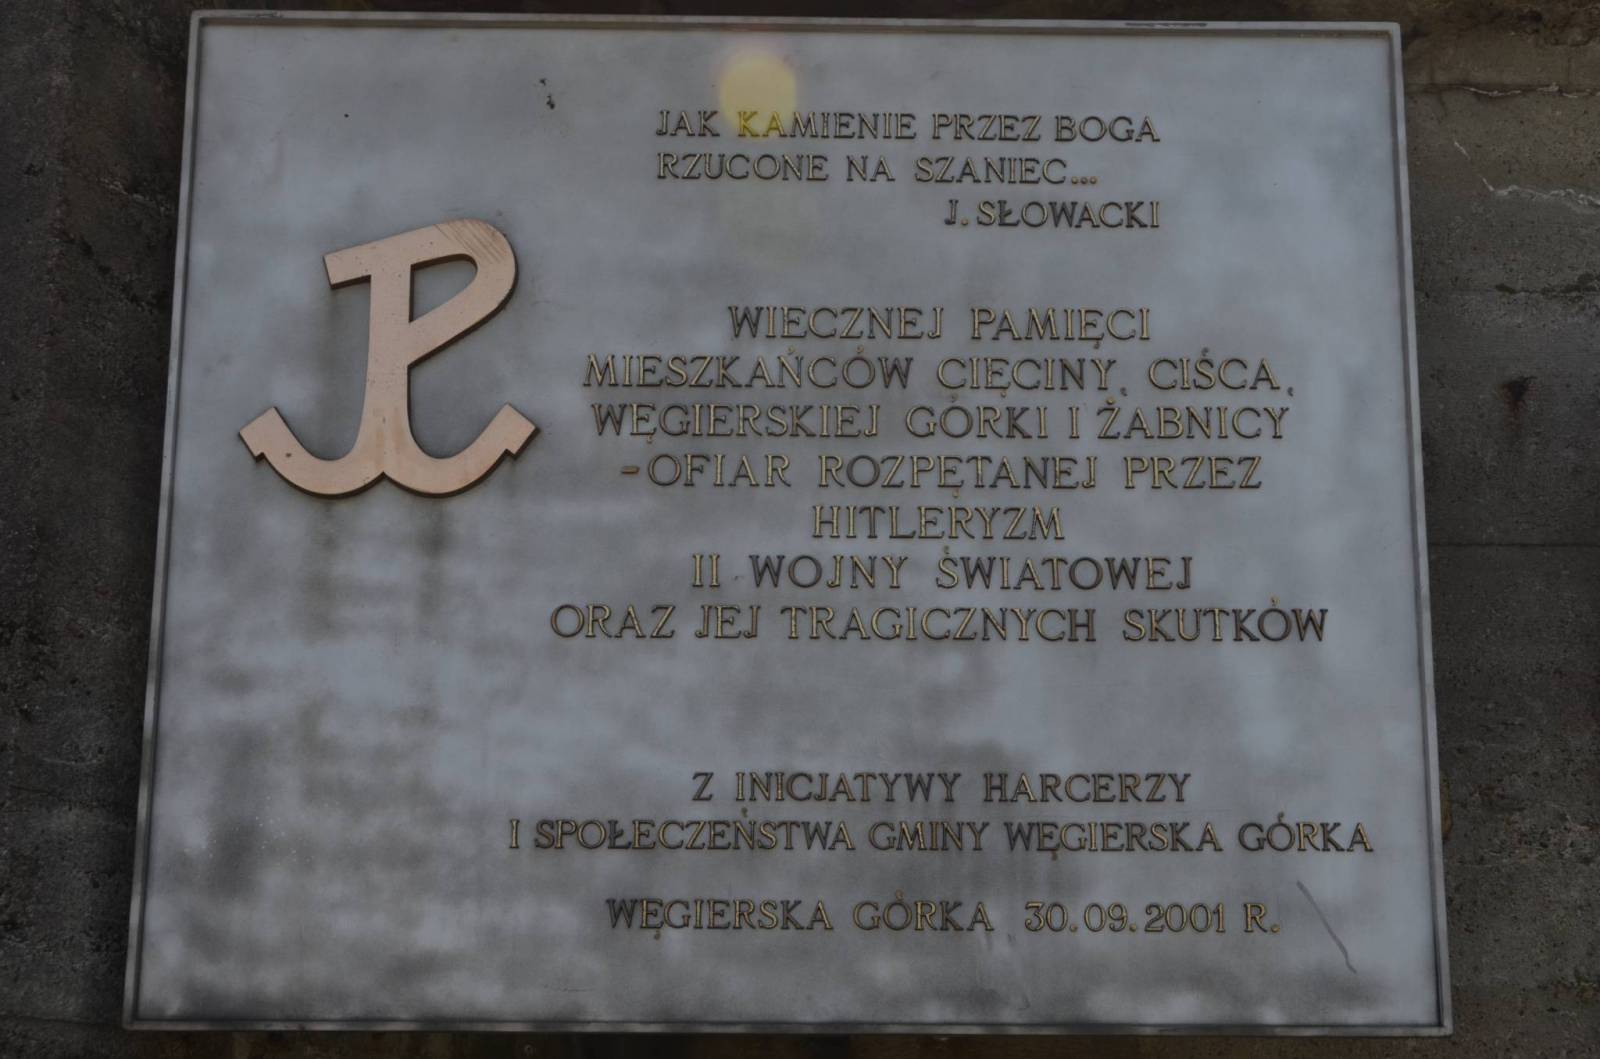 JAK KAMIENIE PRZEZ BOGA
RZUCONE NA SZANIEC...
J. SŁOWACKI
WIECZNEJ PAMIĘCI
MIESZKAŃCÓW CIĘCINY, CIŚCA,
WĘGIERSKIEJ GÓRKI I ŻABNICY
-OFIAR ROZPĘTANEJ PRZEZ
HITLERYZM
II WOJNY ŚWIATOWEJ
ORAZ JEJ TRAGICZNYCH SKUTKÓW
Z INICJATYWY HARCERZY
I SPOŁECZEŃSTWA GMINY WĘGIERSKA GÓRKA
WĘGIERSKA GÓRKA 30.09.2001 R.